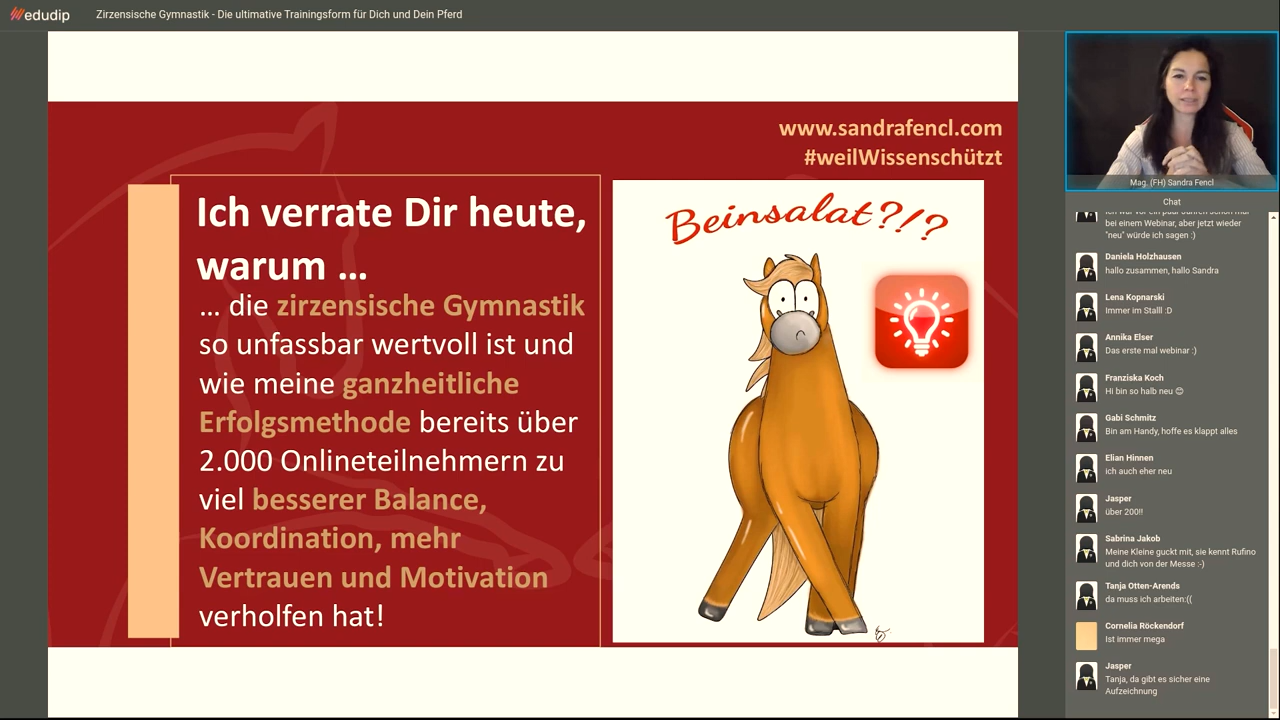 edudip
Zirzensische Gymnastik - Die ultimative Trainingsform für Dich und Dein Pferd
www.sandrafencl.com
#weilWissenschützt
Ich verrate Dir heute,
warum ...
... die zirzensische Gymnastik
so unfassbar wertvoll ist und
wie meine ganzheitliche
Erfolgsmethode bereits über
2.000 Onlineteilnehmern zu
viel besserer Balance,
Koordination, mehr
Vertrauen und Motivation
verholfen hat!
Beinsalat?!?
Mag. (FH) Sandra Fencl
Chat
bei einem Webinar, aber jetzt wieder
"neu" würde ich sagen :)
Daniela Holzhausen
hallo zusammen, hallo Sandra
Lena Kopnarski
Immer im Stalll :D
Annika Elser
Das erste mal webinar :)
Franziska Koch
Hi bin so halb neu 😊
Gabi Schmitz
Bin am Handy, hoffe es klappt alles
Elian Hinnen
ich auch eher neu
Jasper
über 200!!
Sabrina Jakob
Meine Kleine guckt mit, sie kennt Rufino
und dich von der Messe :-)
Tanja Otten-Arends
da muss ich arbeiten:((
Cornelia Röckendorf
Ist immer mega
Jasper
Tanja, da gibt es sicher eine
Aufzeichnung